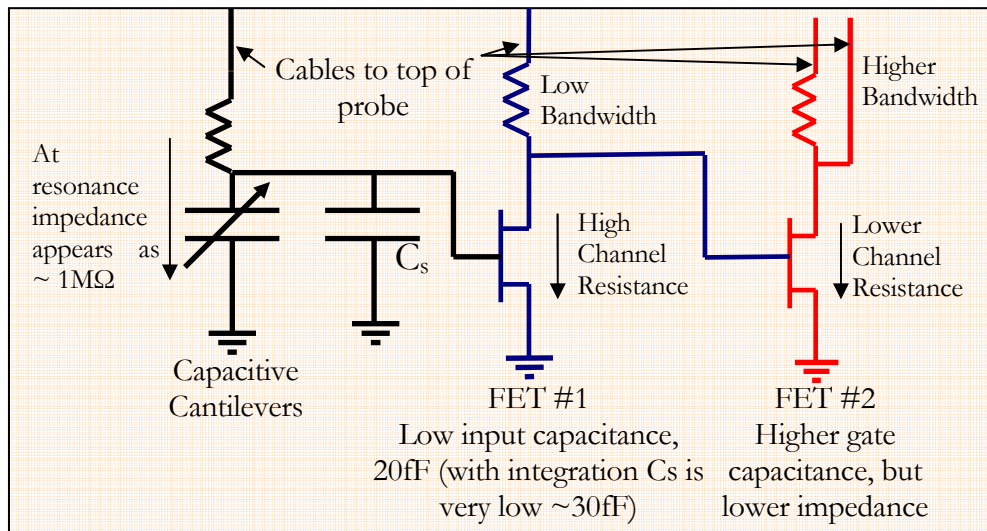 Cables to top of
probe
Low
Bandwidth
Higher
Bandwidth
At
resonance
impedance
appears as
~ 1MΩ
Cs
High
Channel
Resistance
Lower
Channel
Resistance
Capacitive
Cantilevers
FET #1
Low input capacitance,
20fF (with integration Cs is
very low ~30fF)
FET #2
Higher gate
capacitance, but
lower impedance